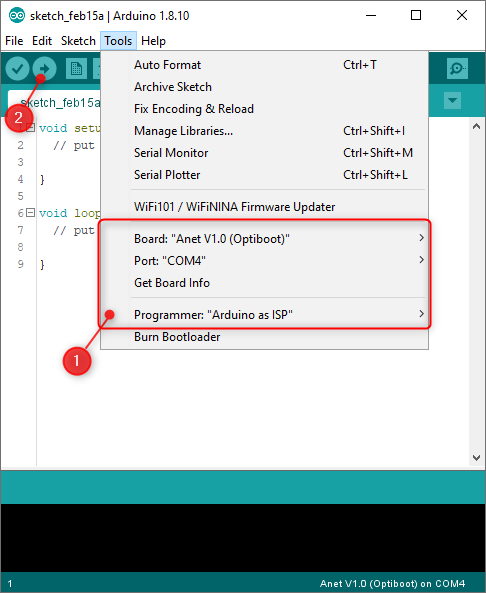 sketch_feb15a | Arduino 1.8.10
File Edit Sketch Tools Help
Auto Format Ctrl+T
Archive Sketch
Fix Encoding & Reload
Manage Libraries... Ctrl+Shift+I
Serial Monitor Ctrl+Shift+M
Serial Plotter Ctrl+Shift+L
WiFi101 / WiFiNINA Firmware Updater
Board: "Anet V1.0 (Optiboot)"
Port: "COM4"
Get Board Info
Programmer: "Arduino as ISP"
Burn Bootloader
2
1
sketch_feb15a
void setu
2 // put
3
4 }
5
6 void loop
7 // put
8
9 }
1 Anet V1.0 (Optiboot) on COM4